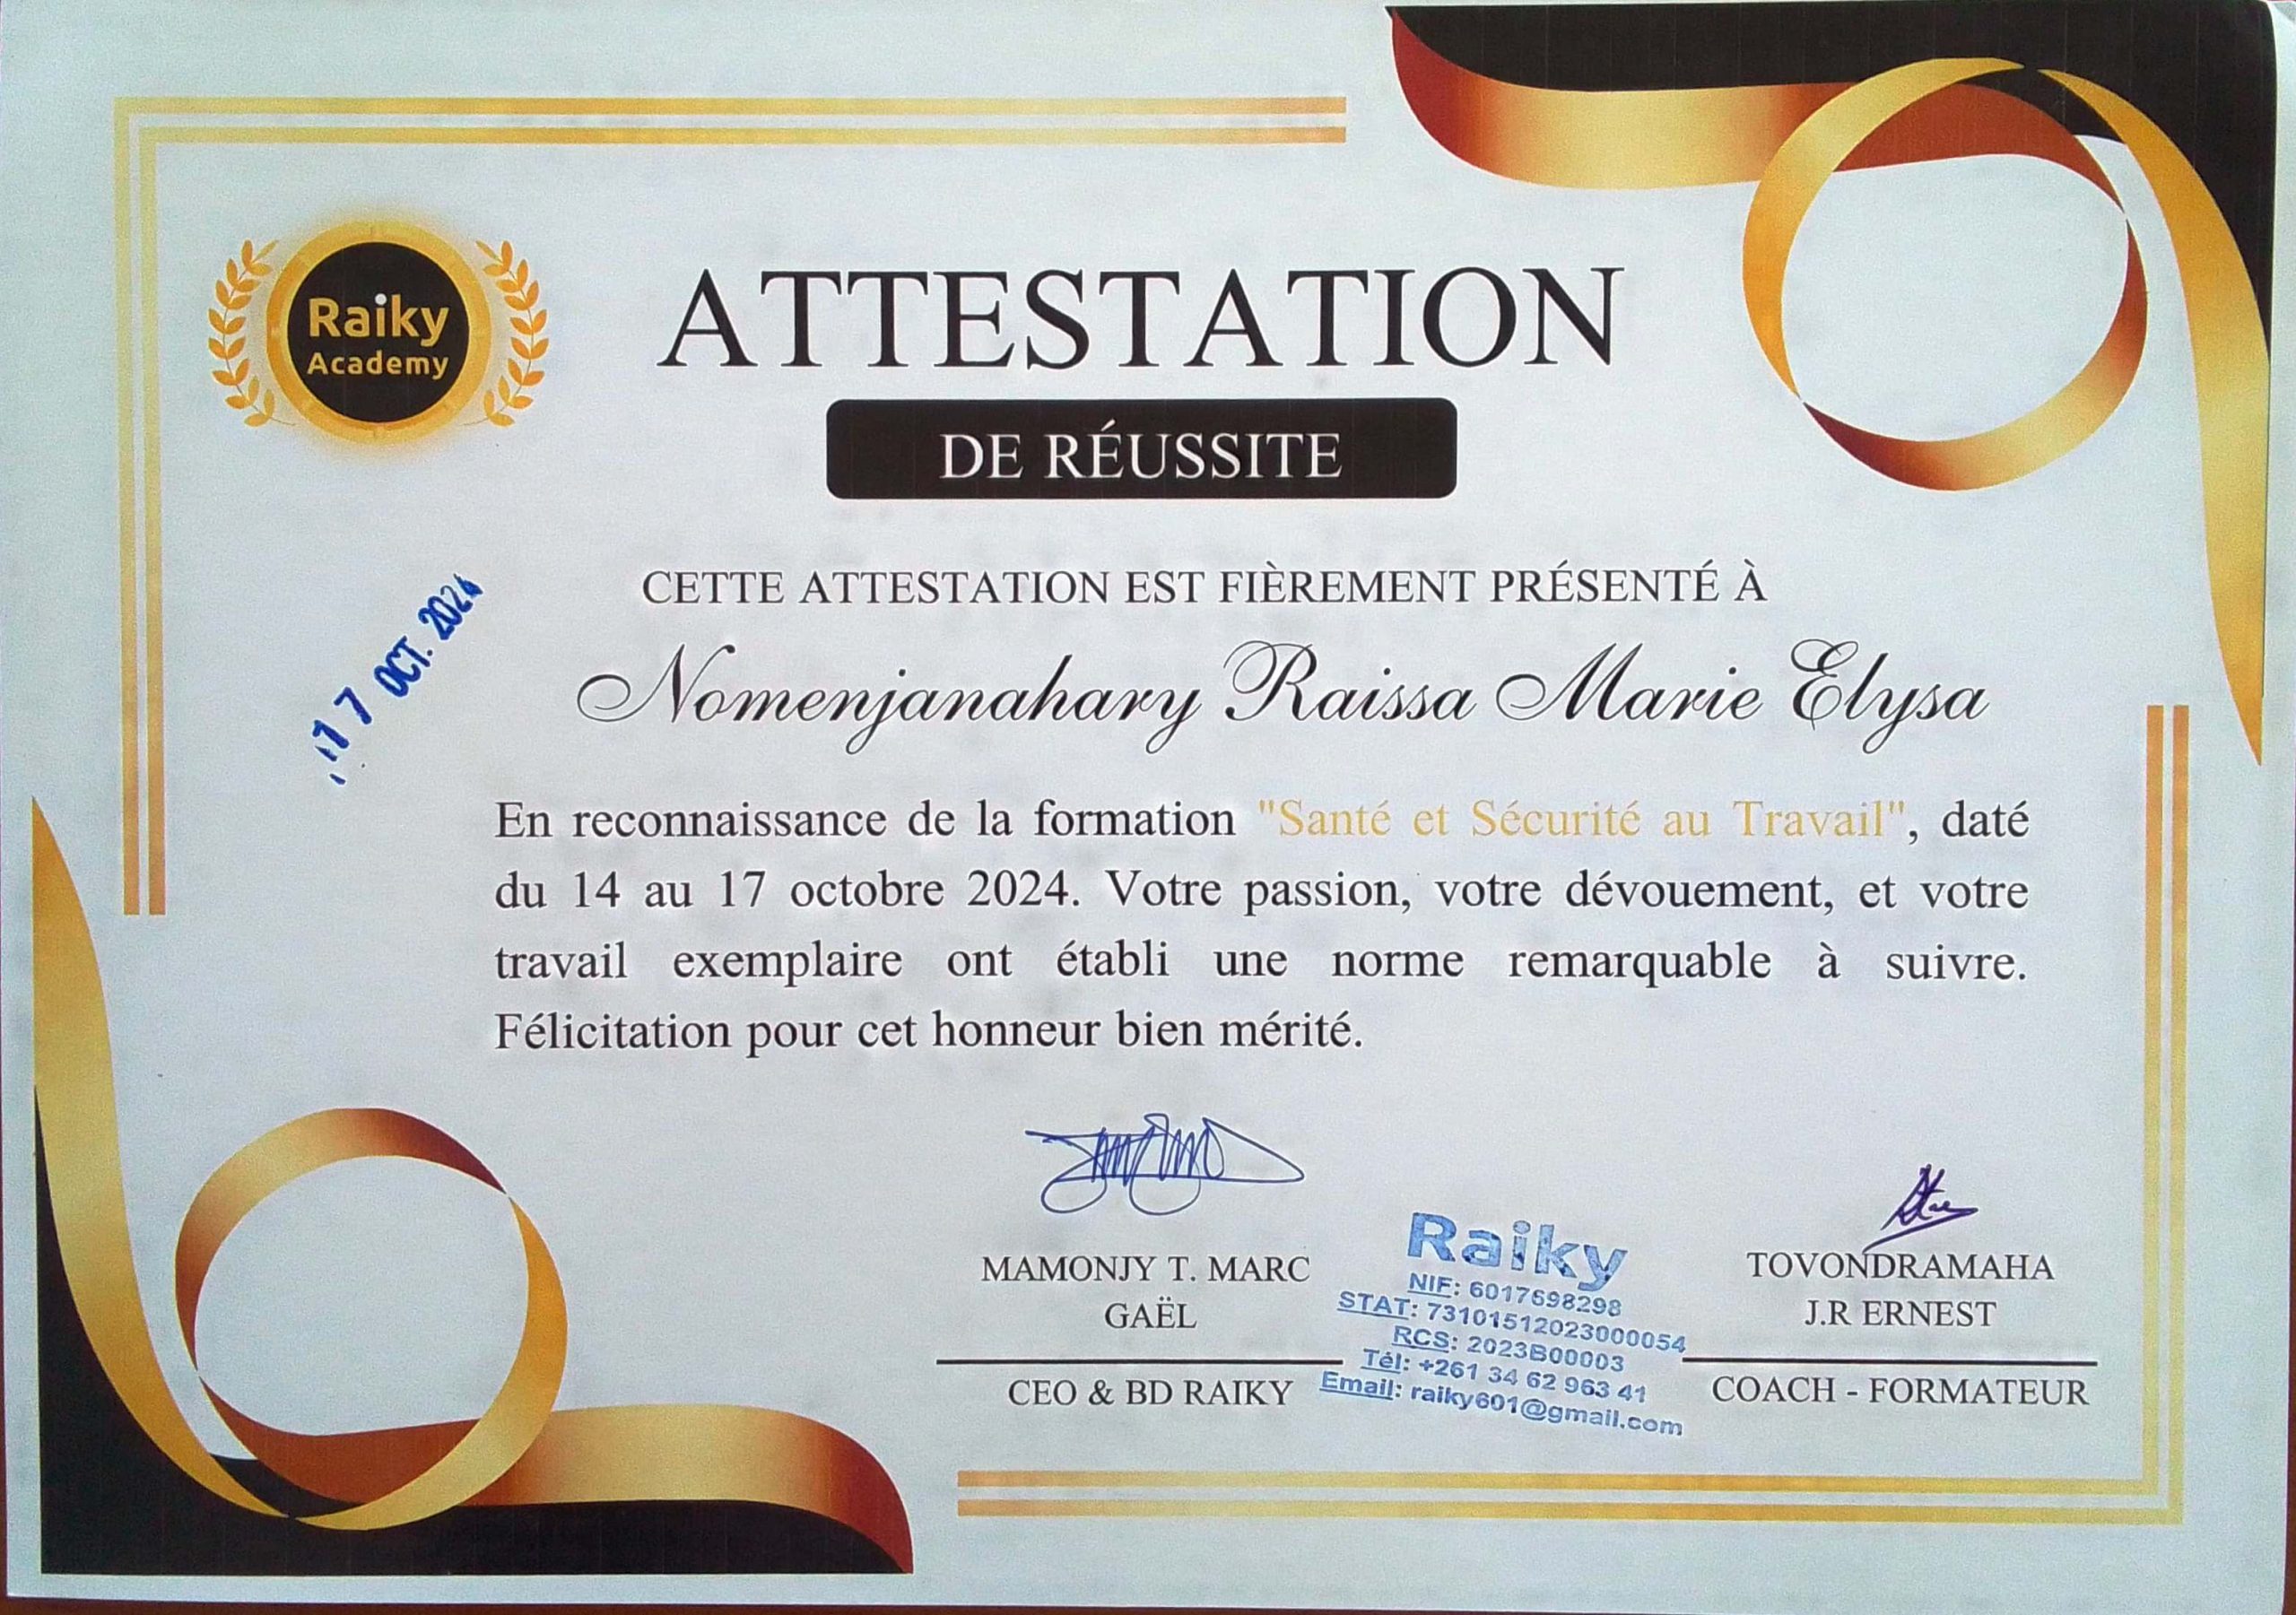 Raiky
Academy
ATTESTATION
DE RÉUSSITE
17 OCT. 2024
CETTE ATTESTATION EST FIÈREMENT PRÉSENTÉ À
Nomenjanahary Raissa Marie Elysa
En reconnaissance de la formation "Santé et Sécurité au Travail", daté
du 14 au 17 octobre 2024. Votre passion, votre dévouement, et votre
travail exemplaire ont établi une norme remarquable à suivre.
Félicitation pour cet honneur bien mérité.
MAMONJY T. MARC
GAËL
CEO & BD RAIKY
Raiky
NIF: 6017698298
STAT: 73101512023000054
RCS: 2023B00003
Tél: +261 34 62 963 41
Email: raiky601@gmail.com
TOVONDRAMAHA
J.R ERNEST
COACH - FORMATEUR